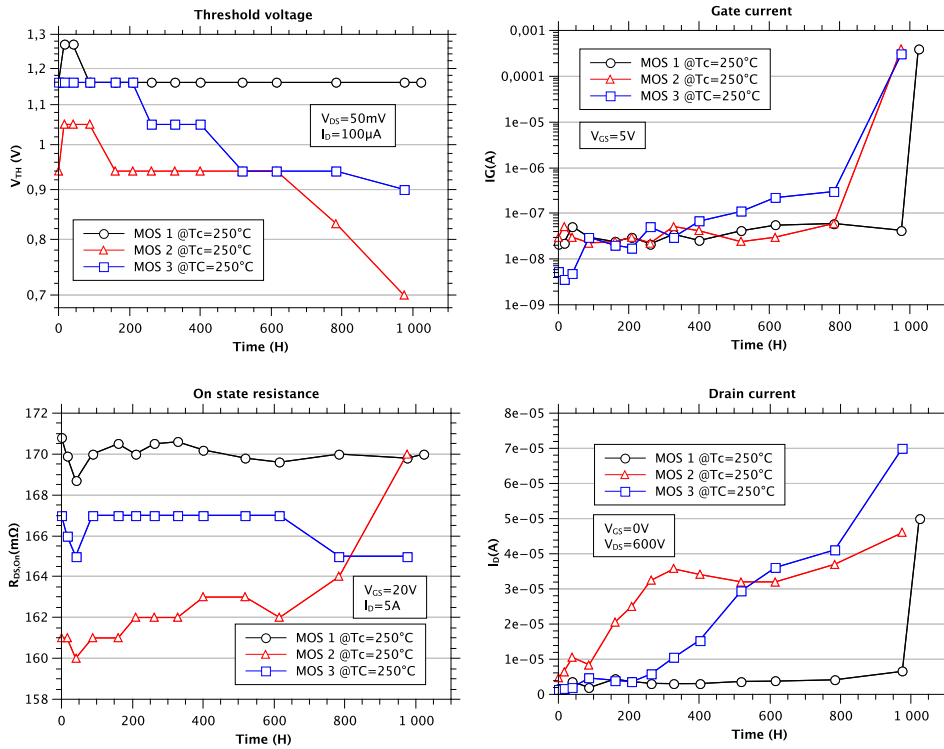 Threshold voltage
1,3
1,2
1,1
1
0,9
0,8
0,7
V_TH (V)
V_DS=50mV
I_D=100µA
MOS 1 @Tc=250°C
MOS 2 @Tc=250°C
MOS 3 @TC=250°C
0 200 400 600 800 1 000
Time (H)
Gate current
0,001
0,0001
1e-05
1e-06
1e-07
1e-08
1e-09
IG(A)
MOS 1 @Tc=250°C
MOS 2 @Tc=250°C
MOS 3 @TC=250°C
V_GS=5V
0 200 400 600 800 1 000
Time (H)
On state resistance
172
170
168
166
164
162
160
158
R_DS,on(mΩ)
V_GS=20V
I_D=5A
MOS 1 @Tc=250°C
MOS 2 @Tc=250°C
MOS 3 @TC=250°C
0 200 400 600 800 1 000
Time (H)
Drain current
8e-05
7e-05
6e-05
5e-05
4e-05
3e-05
2e-05
1e-05
0
I_D(A)
MOS 1 @Tc=250°C
MOS 2 @Tc=250°C
MOS 3 @TC=250°C
V_GS=0V
V_DS=600V
0 200 400 600 800 1 000
Time (H)